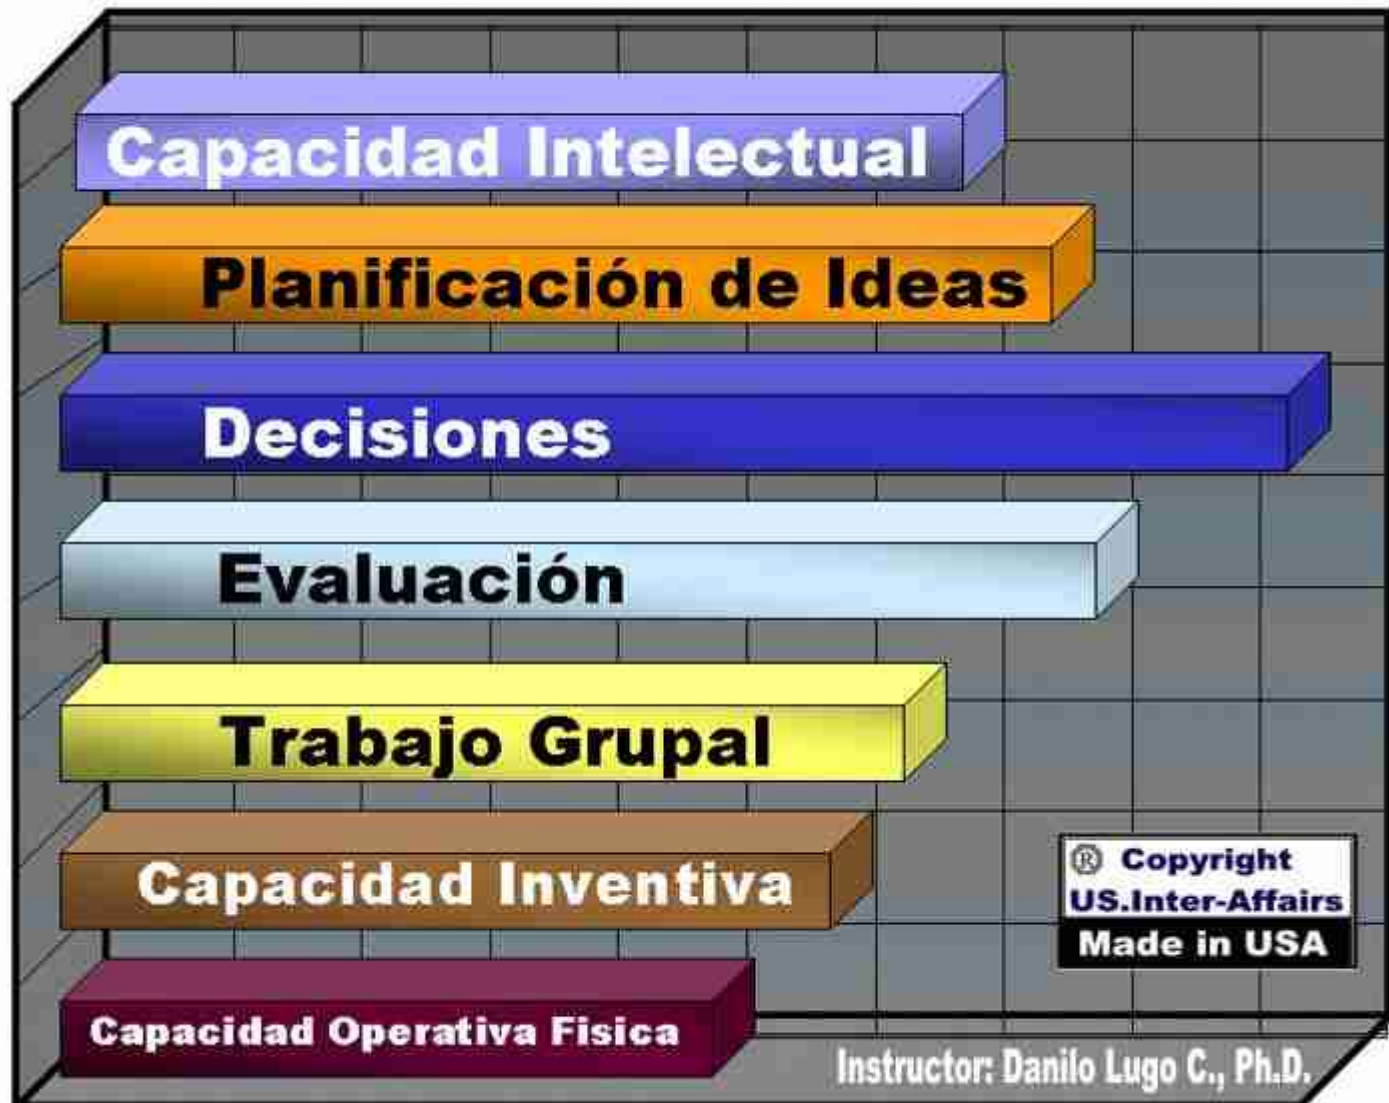 Capacidad Intelectual
Planificación de Ideas
Decisiones
Evaluación
Trabajo Grupal
Capacidad Inventiva
® Copyright
US.Inter-Affairs
Made in USA
Capacidad Operativa Fisica
Instructor: Danilo Lugo C., Ph.D.